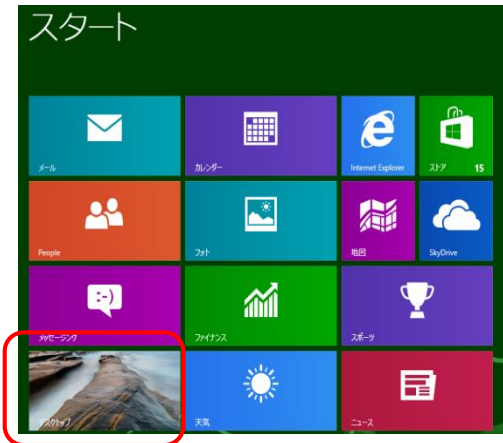 スタート
メール
カレンダー
Internet Explorer
ストア 15
People
フォト
地図
SkyDrive
メッセージング
ファイナンス
スポーツ
デスクトップ
天気
ニュース